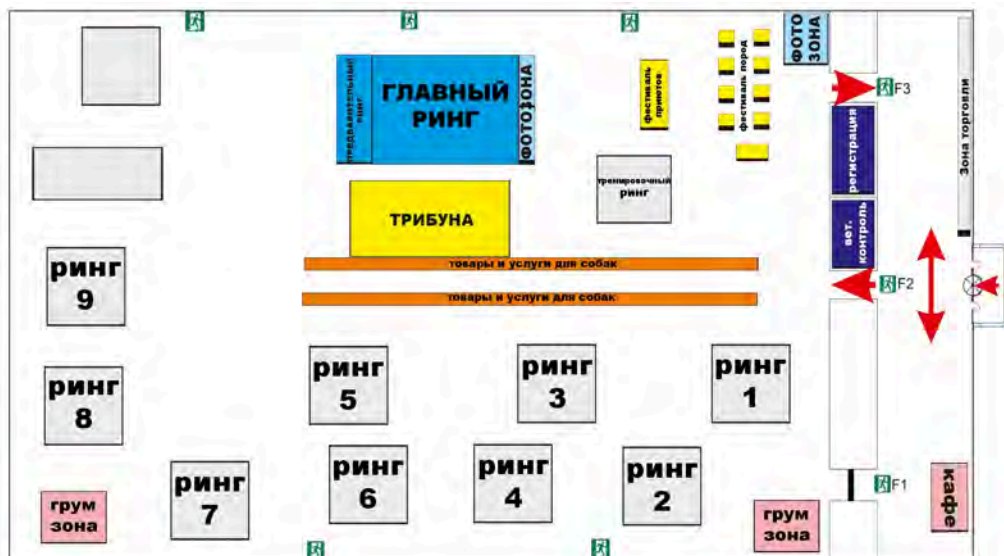 ПРЕДВАРИТЕЛЬНЫЙ
РИНГ
ГЛАВНЫЙ
РИНГ
ФОТОЗОНА
фестиваль
приютов
фестиваль пород
ФОТО
ЗОНА
F3
регистрация
вет.
контроль
Зона торговли
тренировочный
ринг
ТРИБУНА
товары и услуги для собак
товары и услуги для собак
F2
ринг
9
ринг
8
ринг
5
ринг
3
ринг
1
ринг
7
ринг
6
ринг
4
ринг
2
грум
зона
грум
зона
F1
кафе